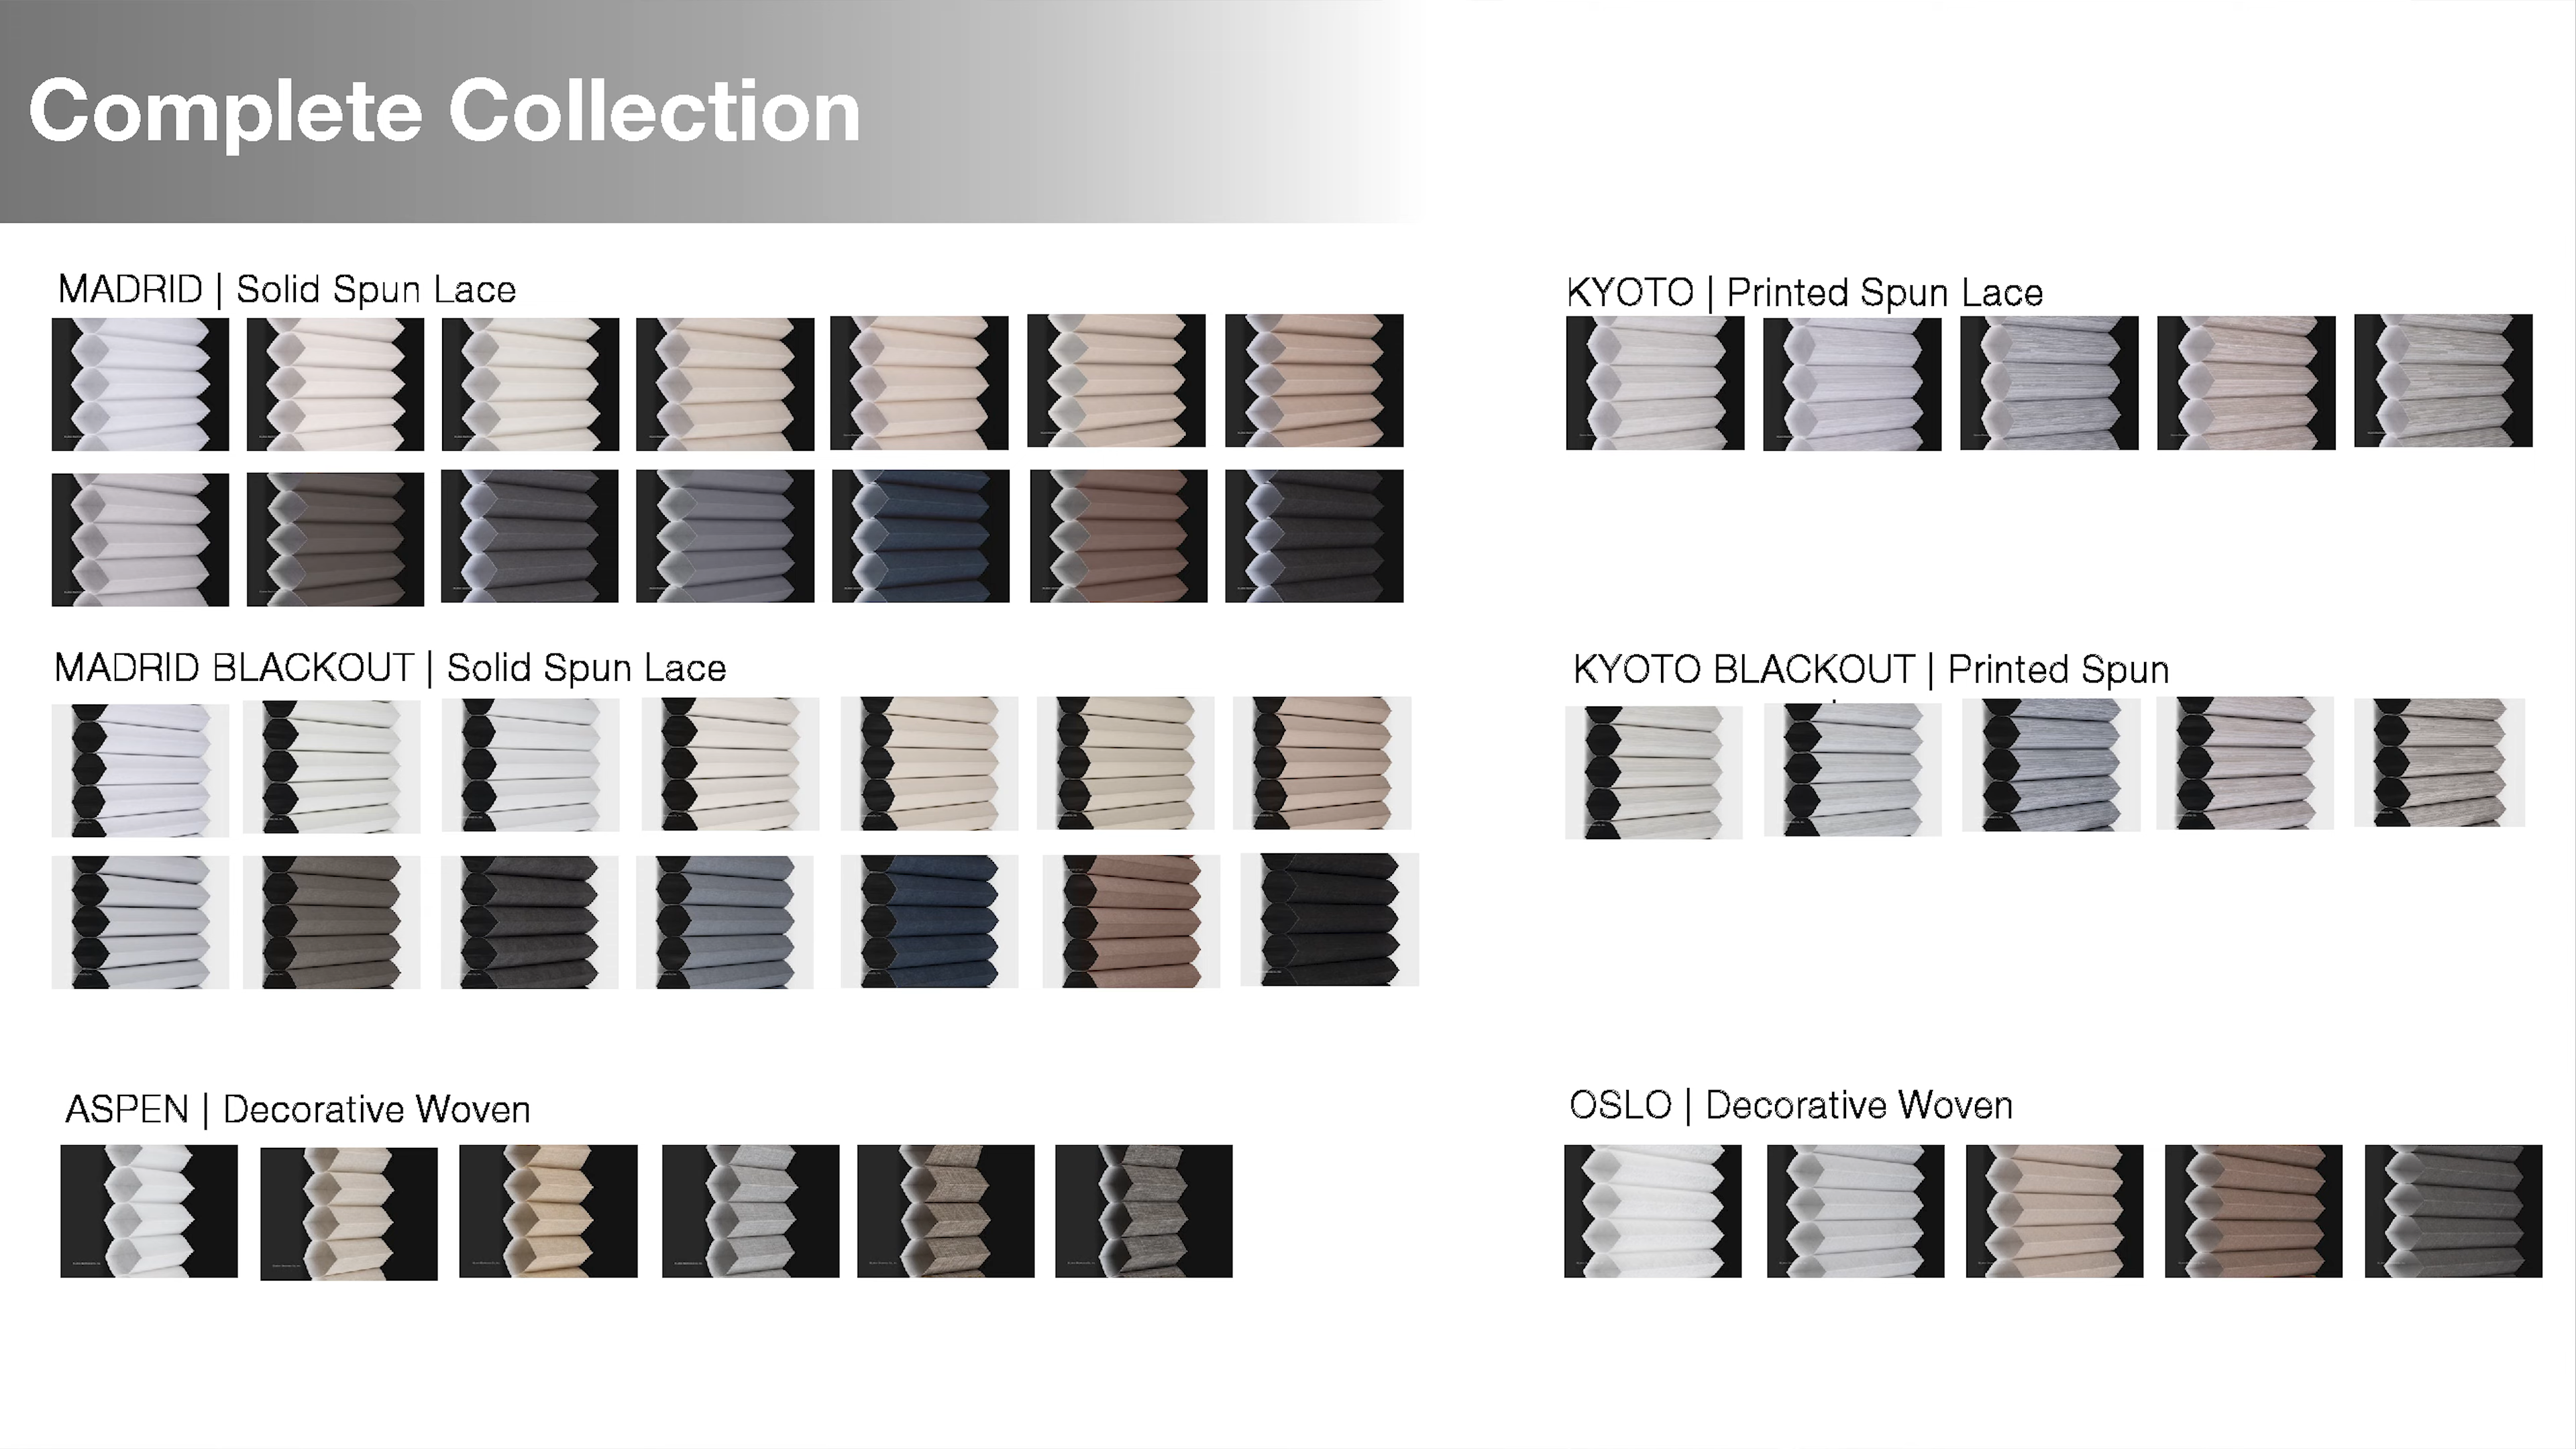 Complete Collection
MADRID | Solid Spun Lace
KYOTO | Printed Spun Lace
MADRID BLACKOUT | Solid Spun Lace
KYOTO BLACKOUT | Printed Spun
ASPEN | Decorative Woven
OSLO | Decorative Woven